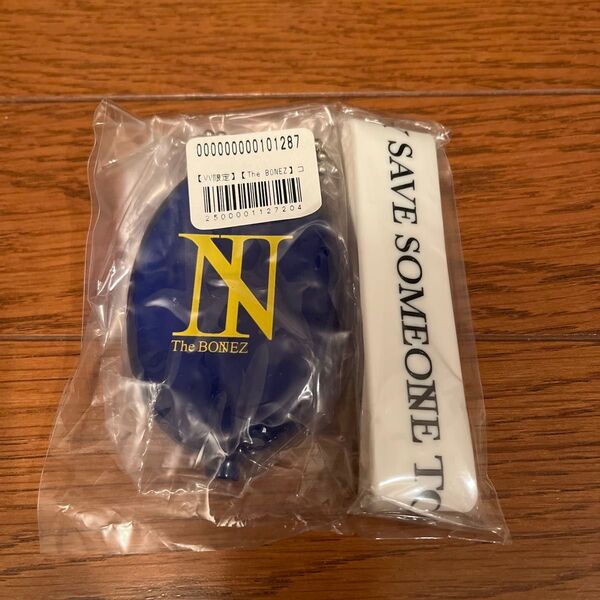 000000000101287
【VV限定】【The BONEZ】コ
2500001127204
N
The BONEZ
SAVE SOMEONE TO